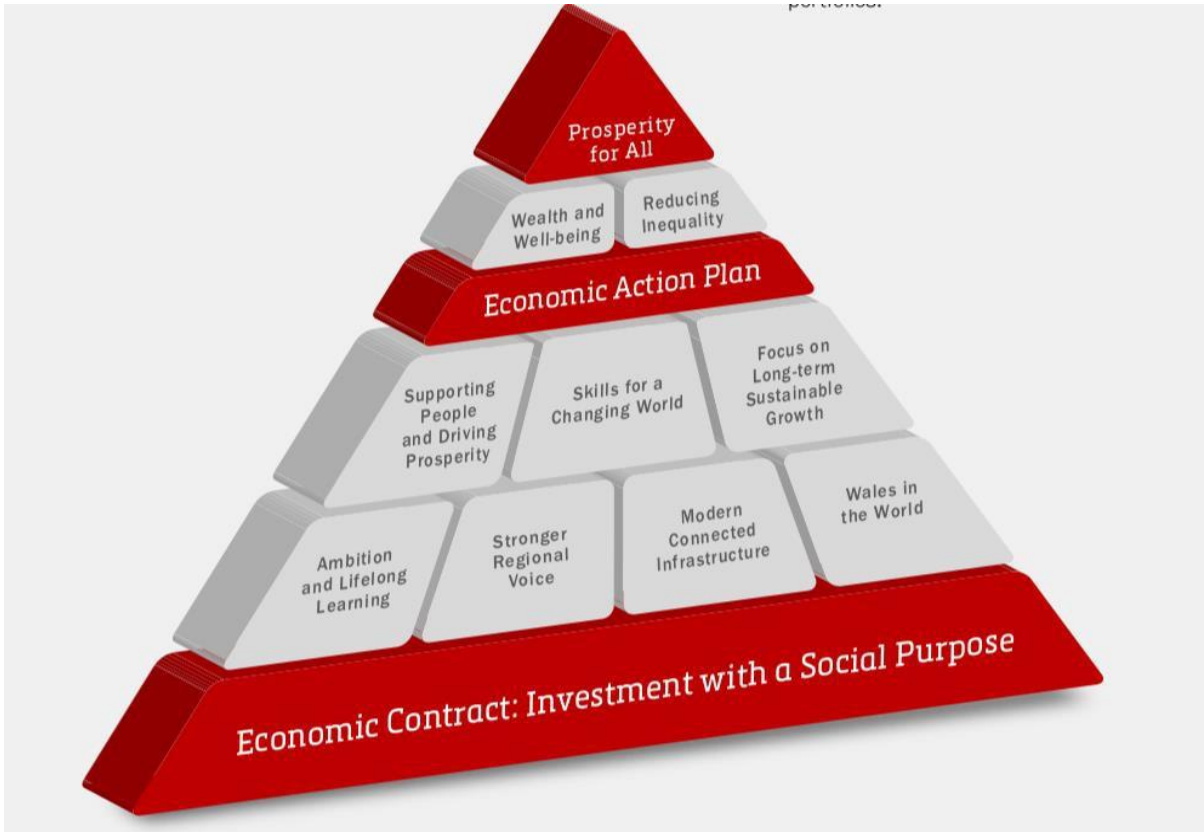 portfolios.
Prosperity
for All
Wealth and
Well-being
Reducing
Inequality
Economic Action Plan
Supporting
People
and Driving
Prosperity
Skills for a
Changing World
Focus on
Long-term
Sustainable
Growth
Ambition
and Lifelong
Learning
Stronger
Regional
Voice
Modern
Connected
Infrastructure
Wales in
the World
Economic Contract: Investment with a Social Purpose